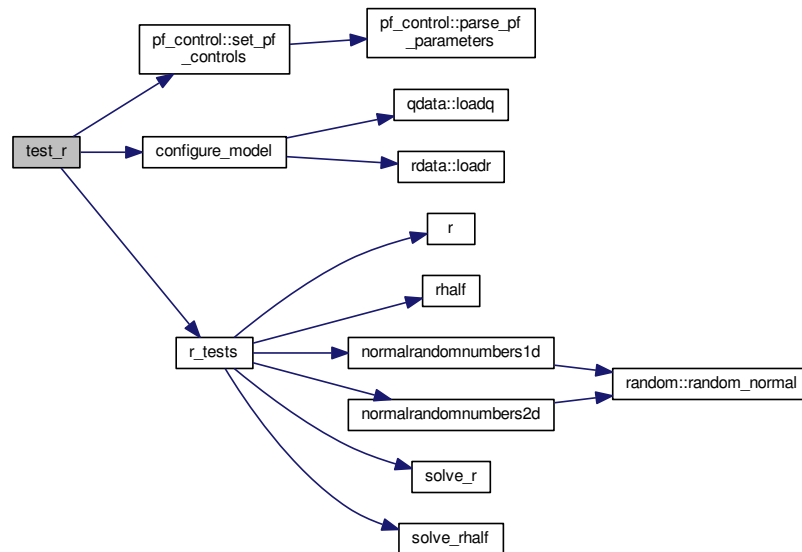 pf_control::set_pf
_controls
pf_control::parse_pf
_parameters
test_r
configure_model
qdata::loadq
rdata::loadr
r_tests
r
rhalf
normalrandomnumbers1d
normalrandomnumbers2d
random::random_normal
solve_r
solve_rhalf